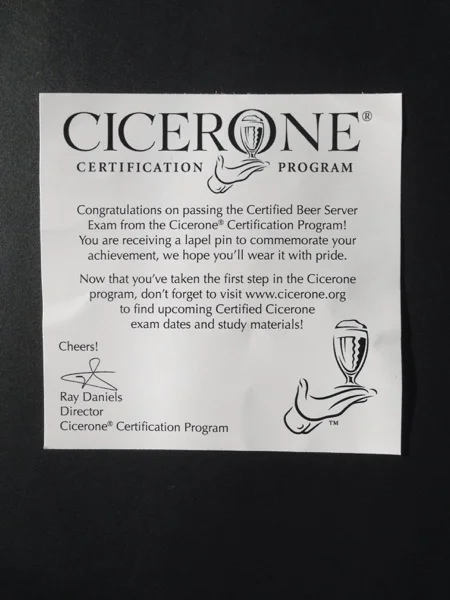 CICERONE®
CERTIFICATION PROGRAM
Congratulations on passing the Certified Beer Server
Exam from the Cicerone® Certification Program!
You are receiving a lapel pin to commemorate your
achievement, we hope you'll wear it with pride.
Now that you've taken the first step in the Cicerone
program, don't forget to visit www.cicerone.org
to find upcoming Certified Cicerone
exam dates and study materials!
Cheers!
Ray Daniels
Director
Cicerone® Certification Program
TM